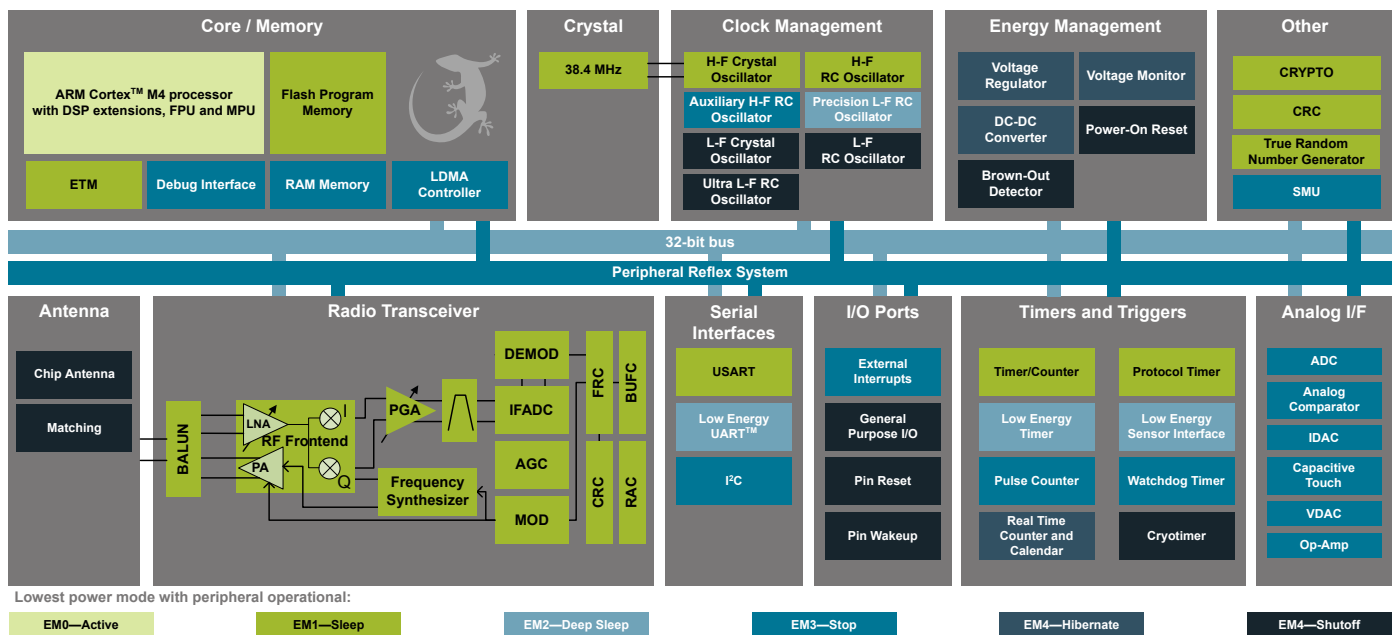 Core / Memory
ARM Cortex™ M4 processor
with DSP extensions, FPU and MPU
Flash Program
Memory
ETM
Debug Interface
RAM Memory
LDMA
Controller
Crystal
38.4 MHz
Clock Management
H-F Crystal
Oscillator
H-F
RC Oscillator
Auxiliary H-F RC
Oscillator
Precision L-F RC
Oscillator
L-F Crystal
Oscillator
L-F
RC Oscillator
Ultra L-F RC
Oscillator
Energy Management
Voltage
Regulator
Voltage Monitor
DC-DC
Converter
Power-On Reset
Brown-Out
Detector
Other
CRYPTO
CRC
True Random
Number Generator
SMU
32-bit bus
Peripheral Reflex System
Antenna
Chip Antenna
Matching
Radio Transceiver
BALUN
LNA
RF Frontend
PA
I
Q
PGA
Frequency
Synthesizer
DEMOD
IFADC
AGC
MOD
FRC
BUFC
CRC
RAC
Serial
Interfaces
USART
Low Energy
UART™
I²C
I/O Ports
External
Interrupts
General
Purpose I/O
Pin Reset
Pin Wakeup
Timers and Triggers
Timer/Counter
Protocol Timer
Low Energy
Timer
Low Energy
Sensor Interface
Pulse Counter
Watchdog Timer
Real Time
Counter and
Calendar
Cryotimer
Analog I/F
ADC
Analog
Comparator
IDAC
Capacitive
Touch
VDAC
Op-Amp
Lowest power mode with peripheral operational:
EM0—Active
EM1—Sleep
EM2—Deep Sleep
EM3—Stop
EM4—Hibernate
EM4—Shutoff